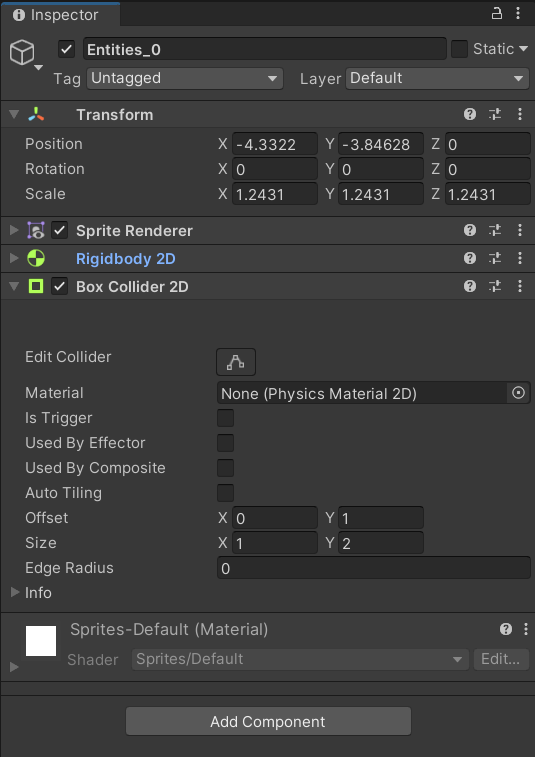 Inspector
Entities_0 Static
Tag Untagged Layer Default
Transform
Position X -4.3322 Y -3.84628 Z 0
Rotation X 0 Y 0 Z 0
Scale X 1.2431 Y 1.2431 Z 1.2431
Sprite Renderer
Rigidbody 2D
Box Collider 2D
Edit Collider
Material None (Physics Material 2D)
Is Trigger
Used By Effector
Used By Composite
Auto Tiling
Offset X 0 Y 1
Size X 1 Y 2
Edge Radius 0
Info
Sprites-Default (Material)
Shader Sprites/Default Edit...
Add Component